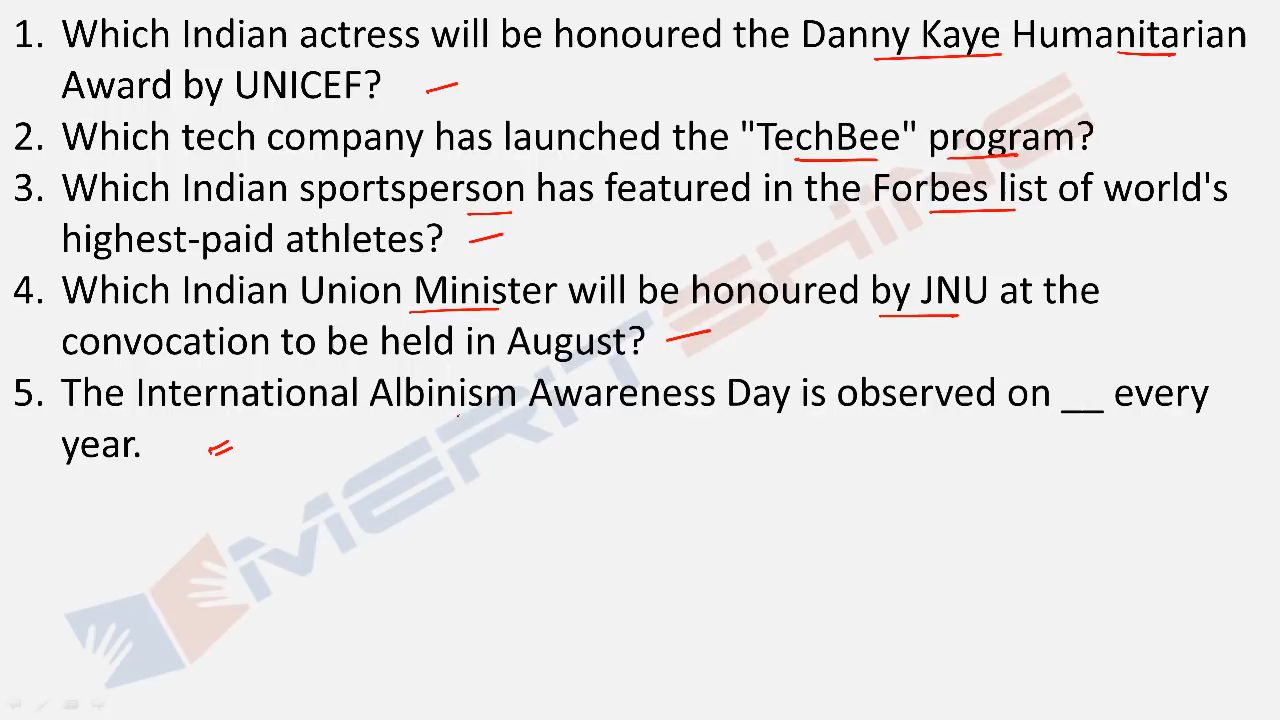 1. Which Indian actress will be honoured the Danny Kaye Humanitarian
Award by UNICEF?
2. Which tech company has launched the "TechBee" program?
3. Which Indian sportsperson has featured in the Forbes list of world's
highest-paid athletes?
4. Which Indian Union Minister will be honoured by JNU at the
convocation to be held in August?
5. The International Albinism Awareness Day is observed on __ every
year.
MERIT SHINE